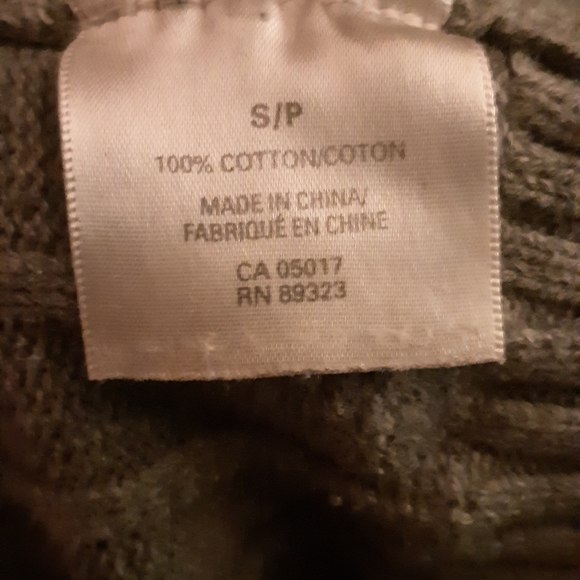 S/P
100% COTTON/COTON
MADE IN CHINA/
FABRIQUÉ EN CHINE
CA 05017
RN 89323